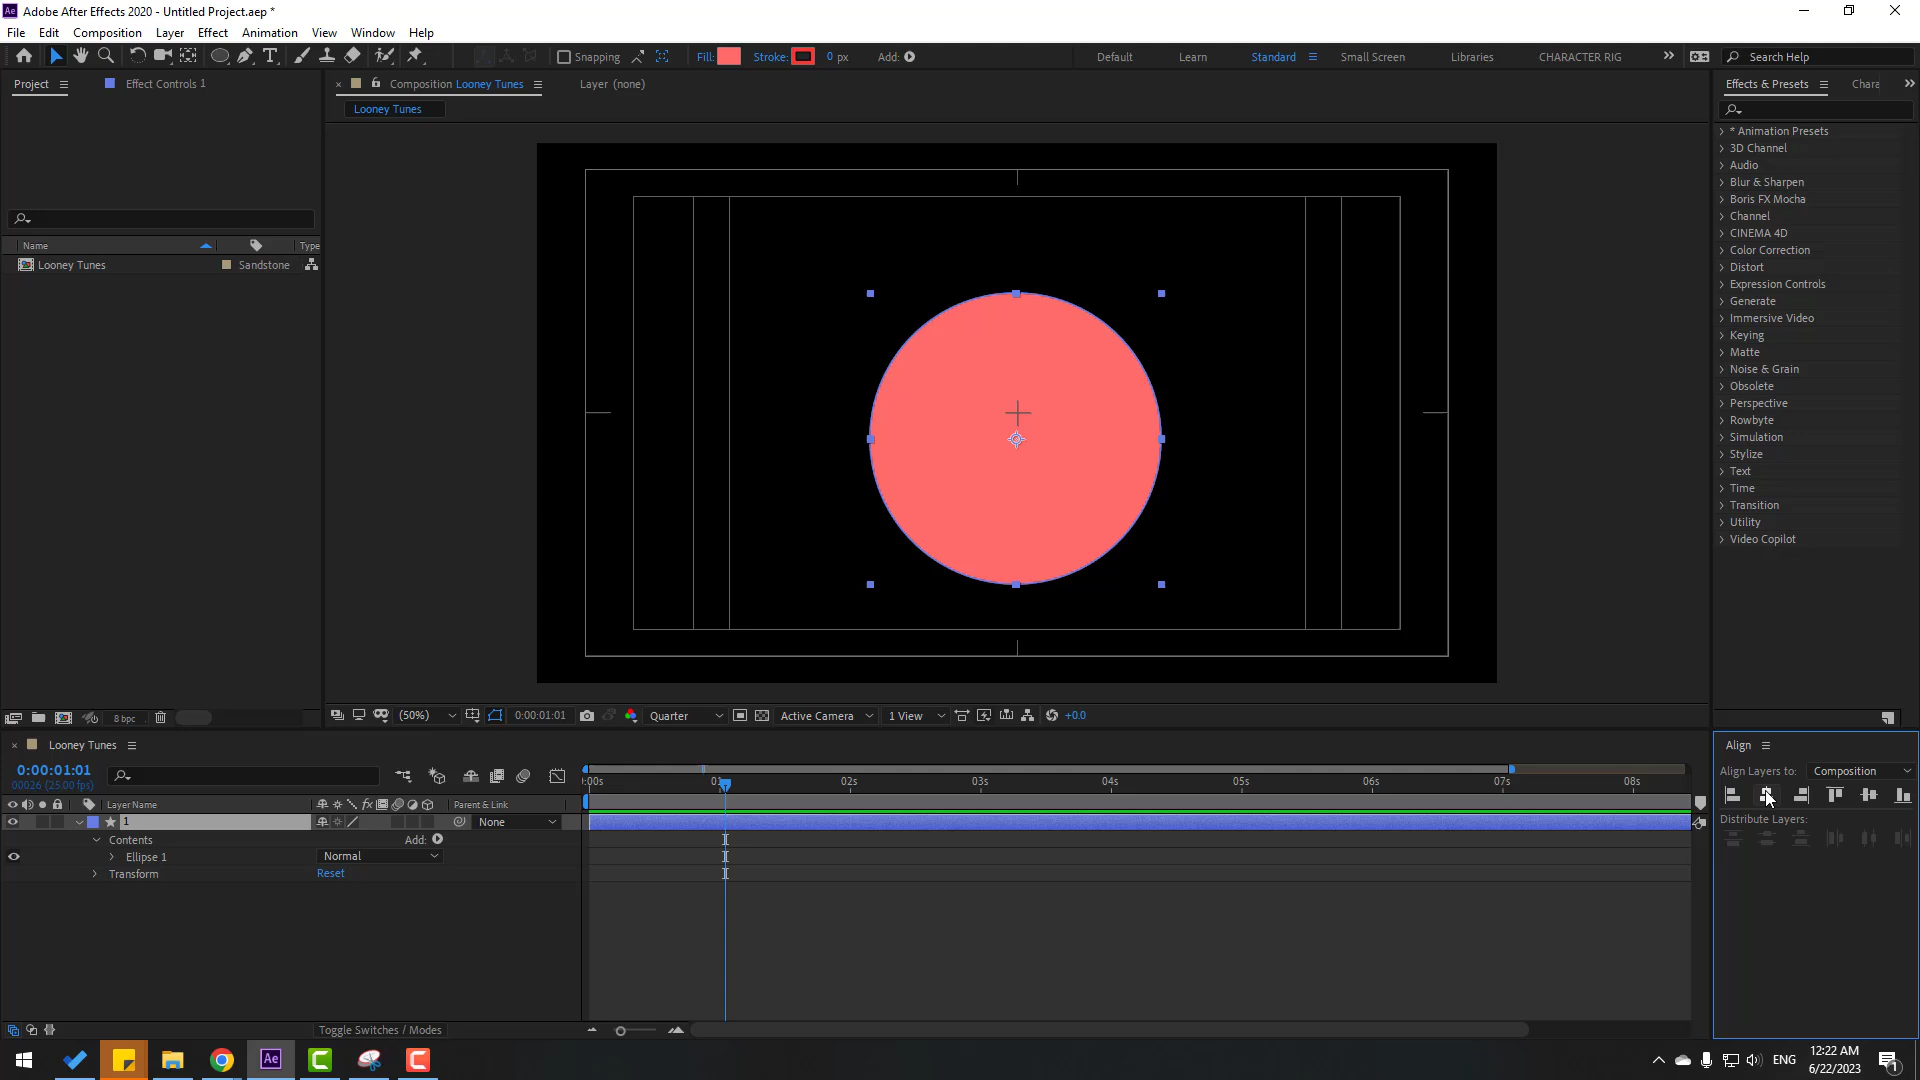 Adobe After Effects 2020 - Untitled Project.aep *
File Edit Composition Layer Effect Animation View Window Help
Snapping Fill: Stroke: 0 px Add: Default Learn Standard Small Screen Libraries CHARACTER RIG Search Help
Project Effect Controls 1 Composition Looney Tunes Layer (none) Effects & Presets Chara
Looney Tunes
* Animation Presets
3D Channel
Audio
Blur & Sharpen
Boris FX Mocha
Channel
CINEMA 4D
Color Correction
Distort
Expression Controls
Generate
Immersive Video
Keying
Matte
Noise & Grain
Obsolete
Perspective
Rowbyte
Simulation
Stylize
Text
Time
Transition
Utility
Video Copilot
Name Type
Looney Tunes Sandstone
8 bpc (50%) 0:00:01:01 Quarter Active Camera 1 View +0.0
Looney Tunes
0:00:01:01
00026 (25.00 fps)
:00s 01 02s 03s 04s 05s 06s 07s 08s
Layer Name fx Parent & Link
1 None
Contents Add:
Ellipse 1 Normal
Transform Reset
Toggle Switches / Modes
Align
Align Layers to: Composition
Distribute Layers:
Ae ENG 12:22 AM
6/22/2023 1